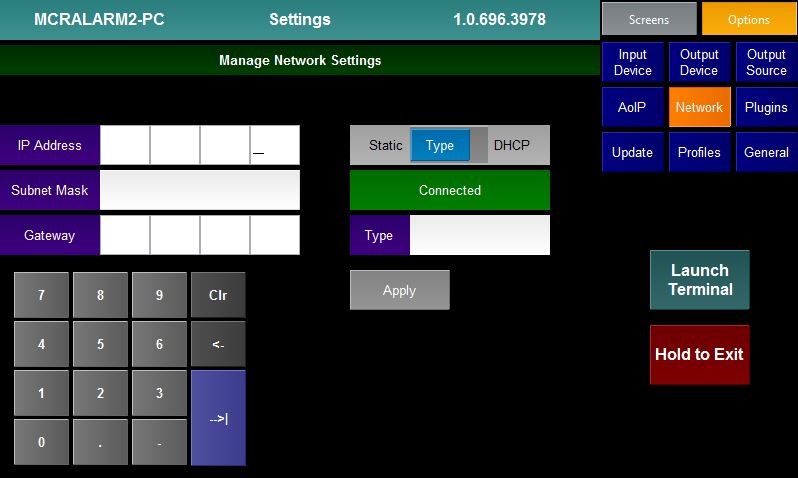 MCRALARM2-PC Settings 1.0.696.3978
Screens Options
Manage Network Settings
Input Device
Output Device
Output Source
AoIP Network Plugins
Update Profiles General
IP Address _
Static Type DHCP
Subnet Mask
Connected
Gateway
Type
7 8 9 Clr
Apply
4 5 6 <-
1 2 3 -->|
0 . -
Launch
Terminal
Hold to Exit